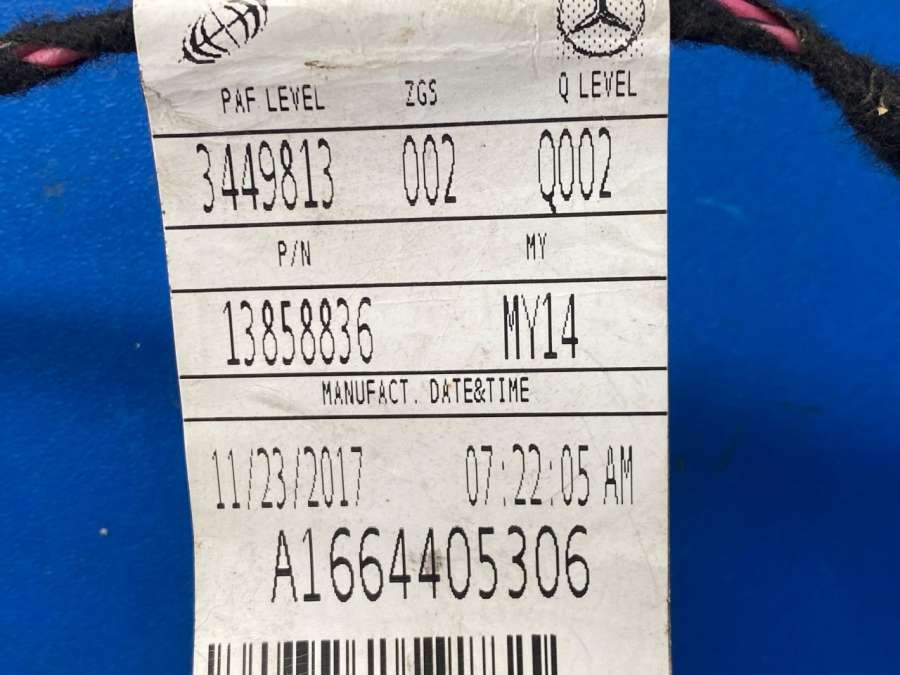 PAF LEVEL ZGS Q LEVEL
3449813 002 Q002
P/N MY
13858836 MY14
MANUFACT. DATE&TIME
11/23/2017 07:22:05 AM
A1664405306